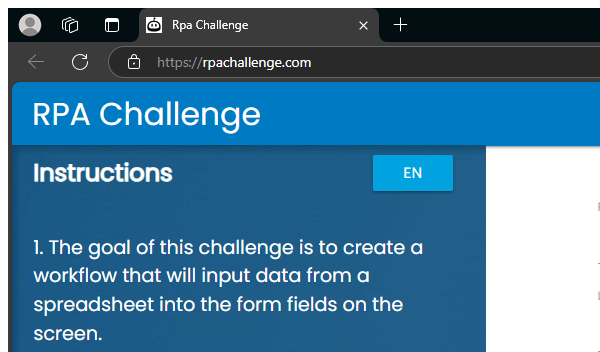 Rpa Challenge
https://rpachallenge.com
RPA Challenge
Instructions
EN
1. The goal of this challenge is to create a
workflow that will input data from a
spreadsheet into the form fields on the
screen.